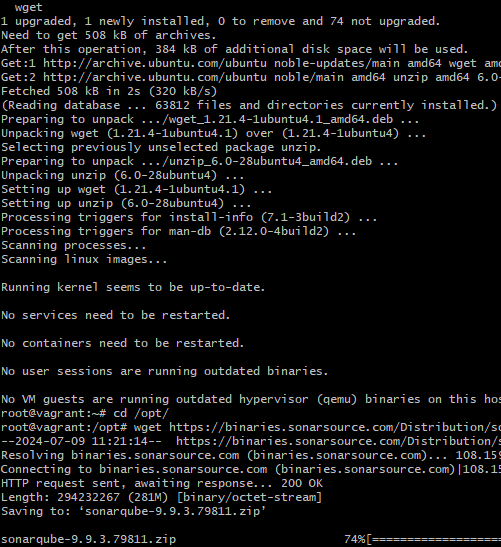 wget
1 upgraded, 1 newly installed, 0 to remove and 74 not upgraded.
Need to get 508 kB of archives.
After this operation, 384 kB of additional disk space will be used.
Get:1 http://archive.ubuntu.com/ubuntu noble-updates/main amd64 wget am
Get:2 http://archive.ubuntu.com/ubuntu noble/main amd64 unzip amd64 6.0-
Fetched 508 kB in 2s (320 kB/s)
(Reading database ... 63812 files and directories currently installed.)
Preparing to unpack .../wget_1.21.4-1ubuntu4.1_amd64.deb ...
Unpacking wget (1.21.4-1ubuntu4.1) over (1.21.4-1ubuntu4) ...
Selecting previously unselected package unzip.
Preparing to unpack .../unzip_6.0-28ubuntu4_amd64.deb ...
Unpacking unzip (6.0-28ubuntu4) ...
Setting up wget (1.21.4-1ubuntu4.1) ...
Setting up unzip (6.0-28ubuntu4) ...
Processing triggers for install-info (7.1-3build2) ...
Processing triggers for man-db (2.12.0-4build2) ...
Scanning processes...
Scanning linux images...
Running kernel seems to be up-to-date.
No services need to be restarted.
No containers need to be restarted.
No user sessions are running outdated binaries.
No VM guests are running outdated hypervisor (qemu) binaries on this hos
root@vagrant:~# cd /opt/
root@vagrant:/opt# wget https://binaries.sonarsource.com/Distribution/so
--2024-07-09 11:21:14--  https://binaries.sonarsource.com/Distribution/s
Resolving binaries.sonarsource.com (binaries.sonarsource.com)... 108.159
Connecting to binaries.sonarsource.com (binaries.sonarsource.com)|108.15
HTTP request sent, awaiting response... 200 OK
Length: 294232267 (281M) [binary/octet-stream]
Saving to: ‘sonarqube-9.9.3.79811.zip’
sonarqube-9.9.3.79811.zip 74%[===================